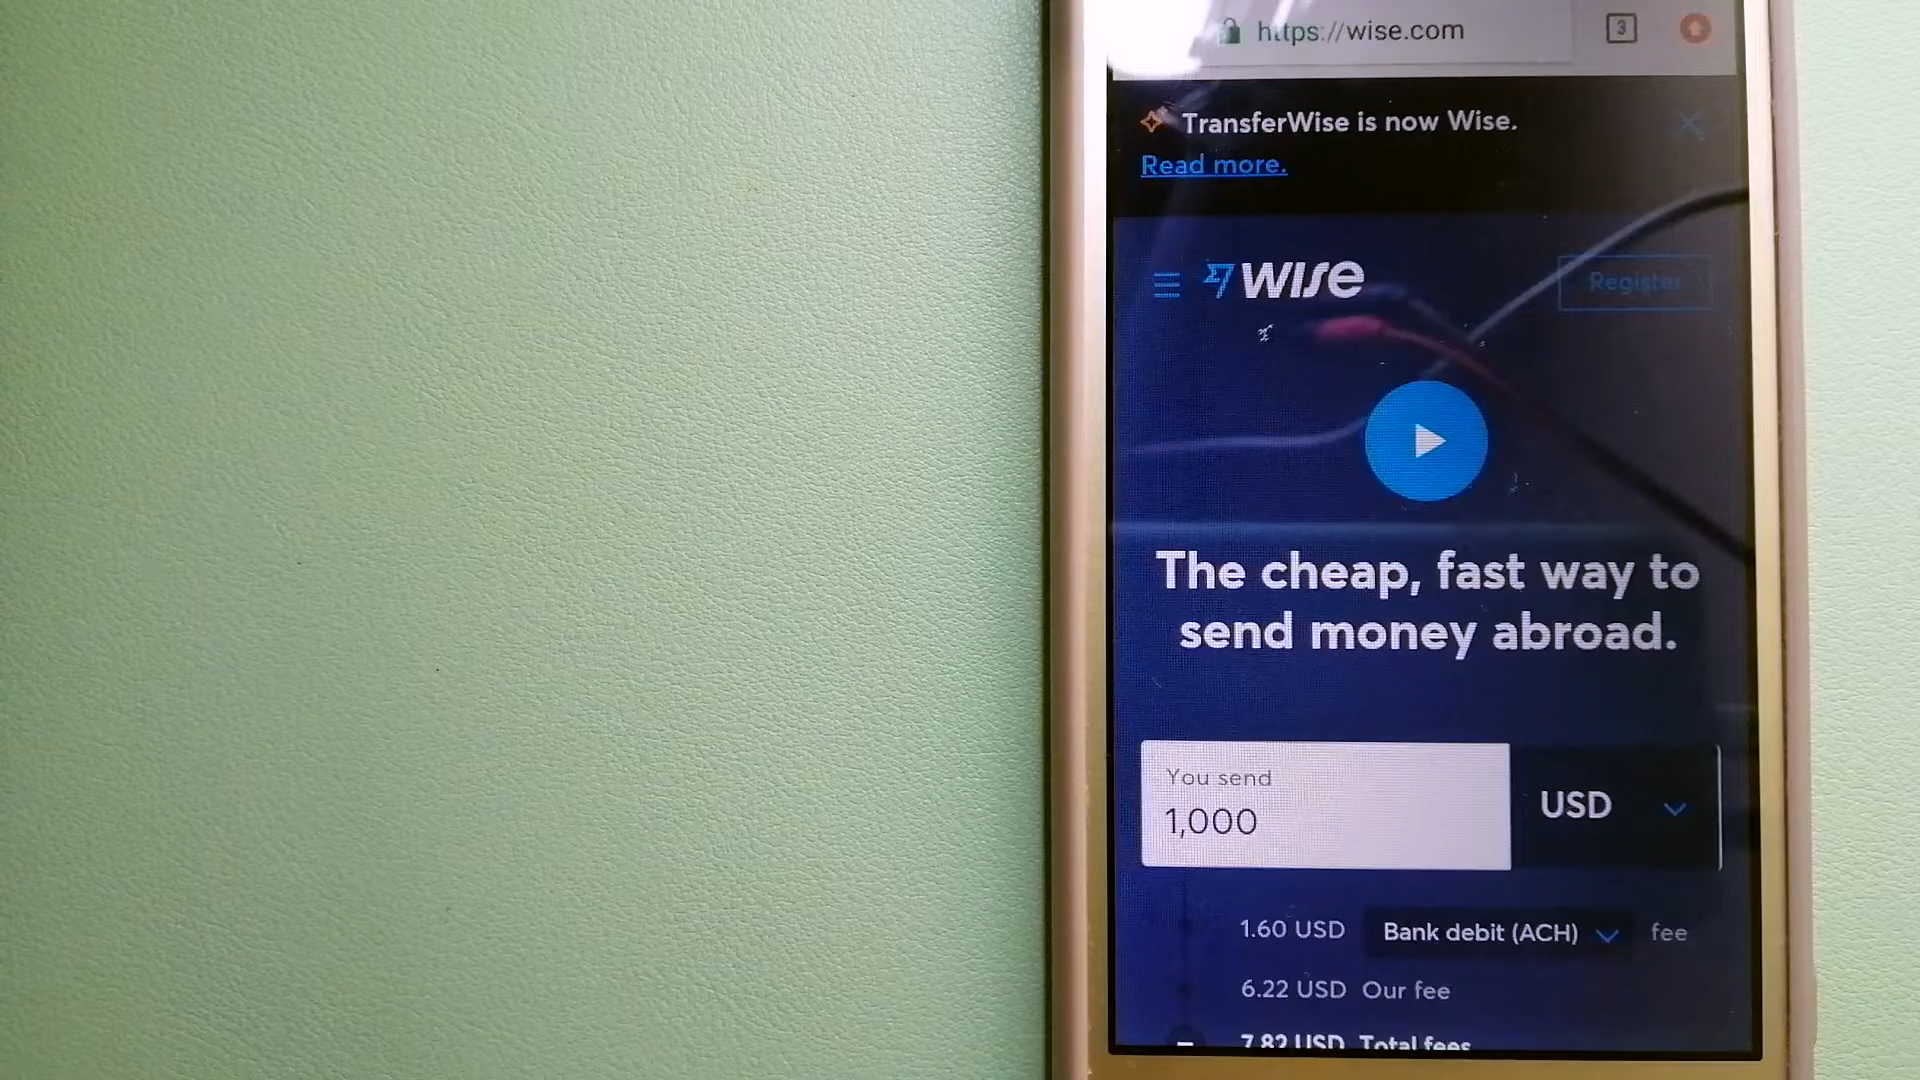 https://wise.com 3
TransferWise is now Wise.
Read more.
wise Register
The cheap, fast way to
send money abroad.
You send
1,000 USD
1.60 USD Bank debit (ACH) fee
6.22 USD Our fee
7.82 USD Total fees